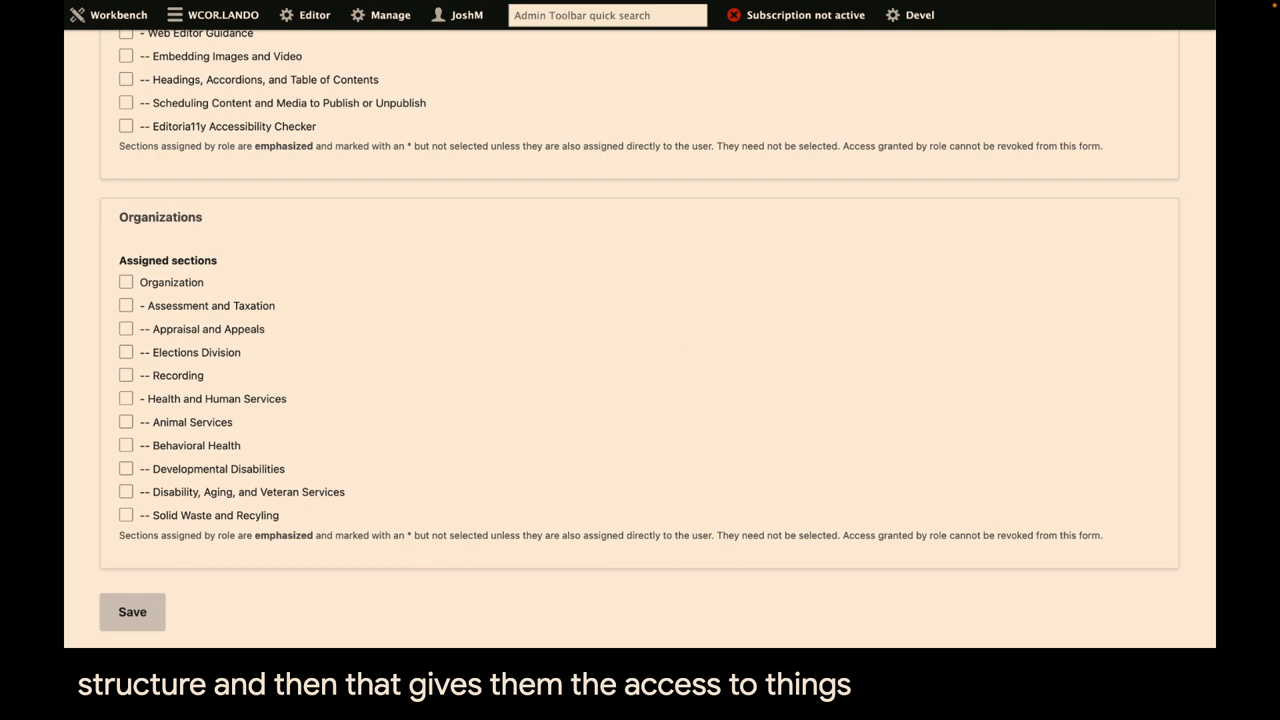 Workbench WCOR.LANDO Editor Manage JoshM Admin Toolbar quick search Subscription not active Devel
- Web Editor Guidance
-- Embedding Images and Video
-- Headings, Accordions, and Table of Contents
-- Scheduling Content and Media to Publish or Unpublish
-- Editoria11y Accessibility Checker
Sections assigned by role are emphasized and marked with an * but not selected unless they are also assigned directly to the user. They need not be selected. Access granted by role cannot be revoked from this form.
Organizations
Assigned sections
Organization
- Assessment and Taxation
-- Appraisal and Appeals
-- Elections Division
-- Recording
- Health and Human Services
-- Animal Services
-- Behavioral Health
-- Developmental Disabilities
-- Disability, Aging, and Veteran Services
-- Solid Waste and Recyling
Sections assigned by role are emphasized and marked with an * but not selected unless they are also assigned directly to the user. They need not be selected. Access granted by role cannot be revoked from this form.
Save
structure and then that gives them the access to things